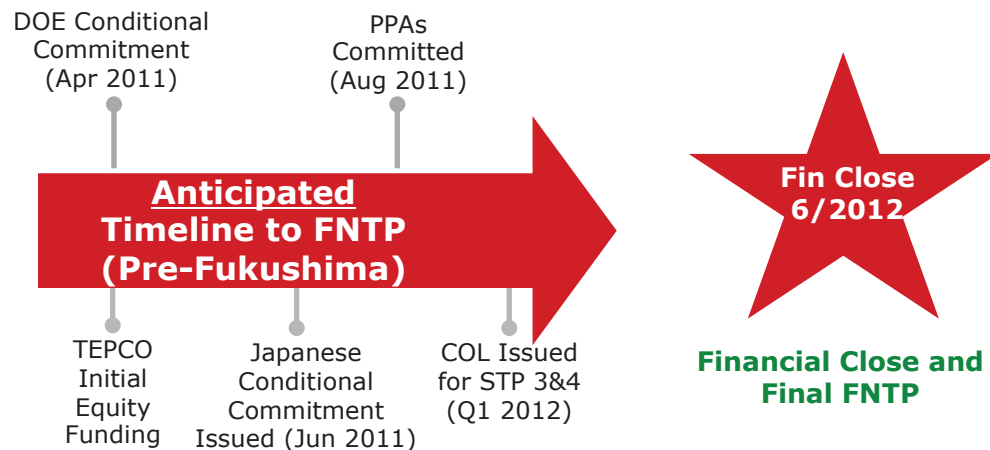 DOE Conditional
Commitment
(Apr 2011)
PPAs
Committed
(Aug 2011)
Anticipated
Timeline to FNTP
(Pre-Fukushima)
Fin Close
6/2012
TEPCO
Initial
Equity
Funding
Japanese
Conditional
Commitment
Issued (Jun 2011)
COL Issued
for STP 3&4
(Q1 2012)
Financial Close and
Final FNTP